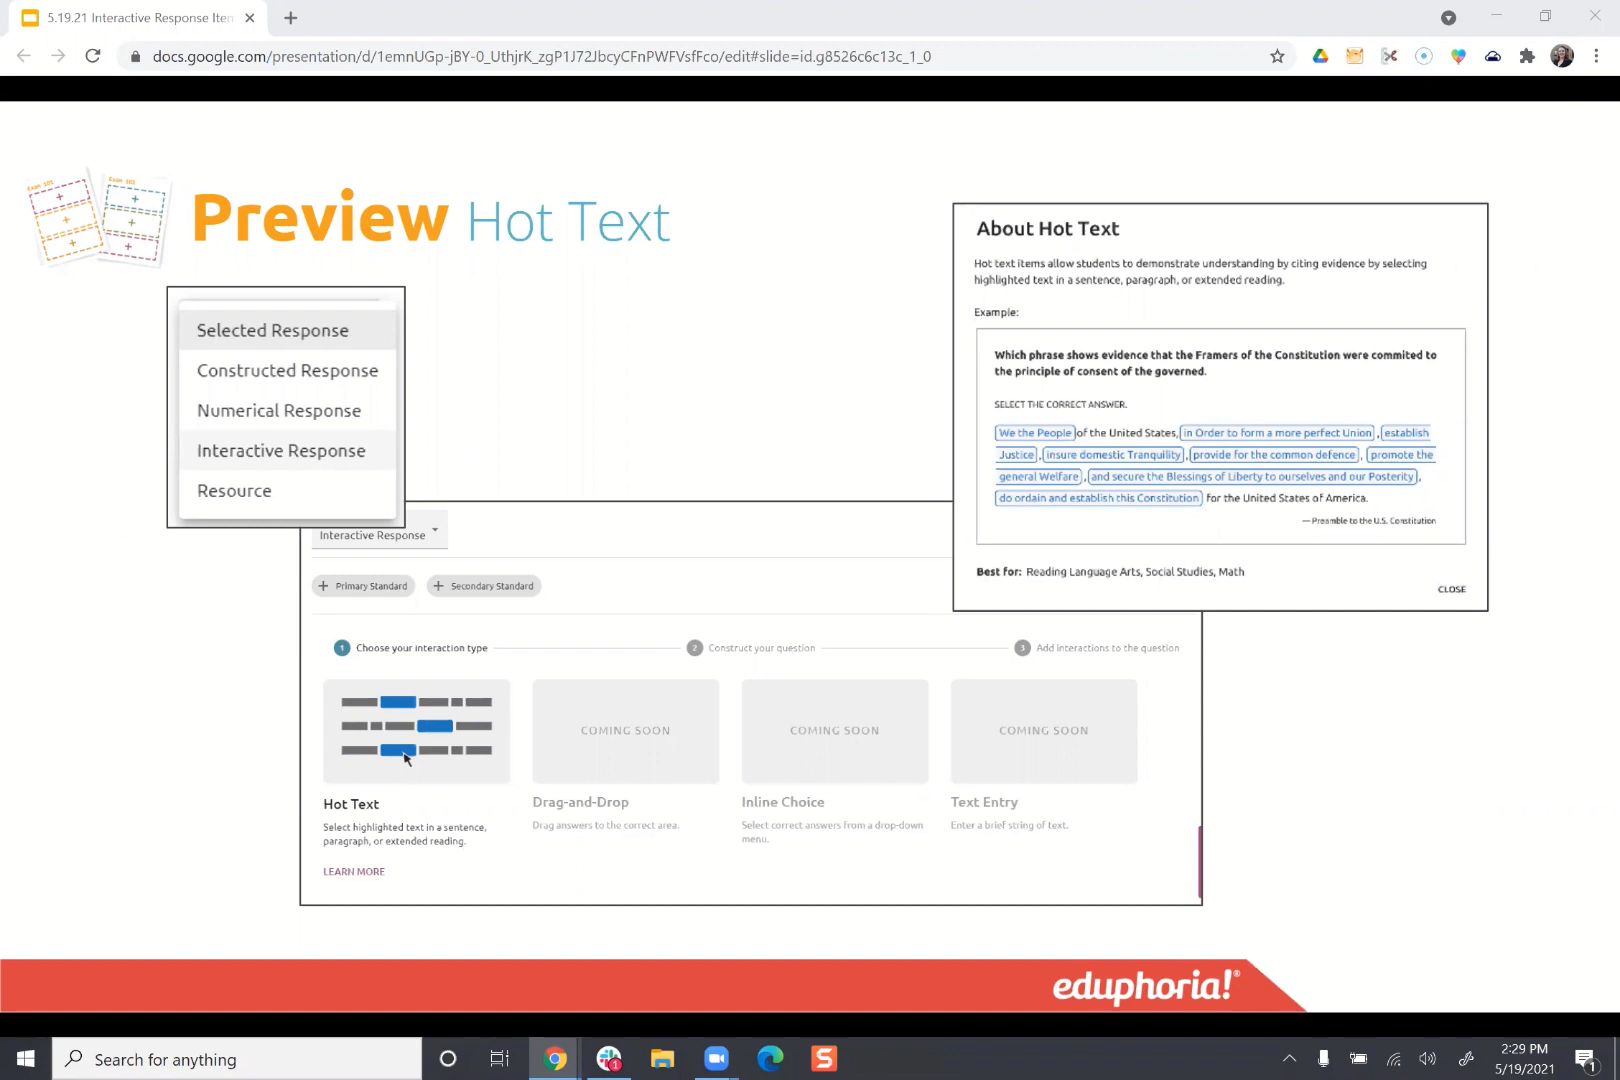 5.19.21 Interactive Response Iten
docs.google.com/presentation/d/1emnUGp-jBY-0_UthjrK_zgP1J72JbcyCFnPWFVsfFco/edit#slide=id.g8526c6c13c_1_0
Exam 101
Exam 102
Preview Hot Text
Selected Response
Constructed Response
Numerical Response
Interactive Response
Resource
About Hot Text
Hot text items allow students to demonstrate understanding by citing evidence by selecting
highlighted text in a sentence, paragraph, or extended reading.
Example:
Which phrase shows evidence that the Framers of the Constitution were commited to
the principle of consent of the governed.
SELECT THE CORRECT ANSWER.
We the People of the United States, in Order to form a more perfect Union , establish
Justice , insure domestic Tranquility , provide for the common defence , promote the
general Welfare , and secure the Blessings of Liberty to ourselves and our Posterity ,
do ordain and establish this Constitution for the United States of America.
— Preamble to the U.S. Constitution
Best for: Reading Language Arts, Social Studies, Math
CLOSE
Interactive Response
+ Primary Standard + Secondary Standard
1 Choose your interaction type 2 Construct your question 3 Add interactions to the question
COMING SOON COMING SOON COMING SOON
Hot Text
Select highlighted text in a sentence,
paragraph, or extended reading.
LEARN MORE
Drag-and-Drop
Drag answers to the correct area.
Inline Choice
Select correct answers from a drop-down
menu.
Text Entry
Enter a brief string of text.
eduphoria!®
Search for anything
1
S
2:29 PM
5/19/2021
1